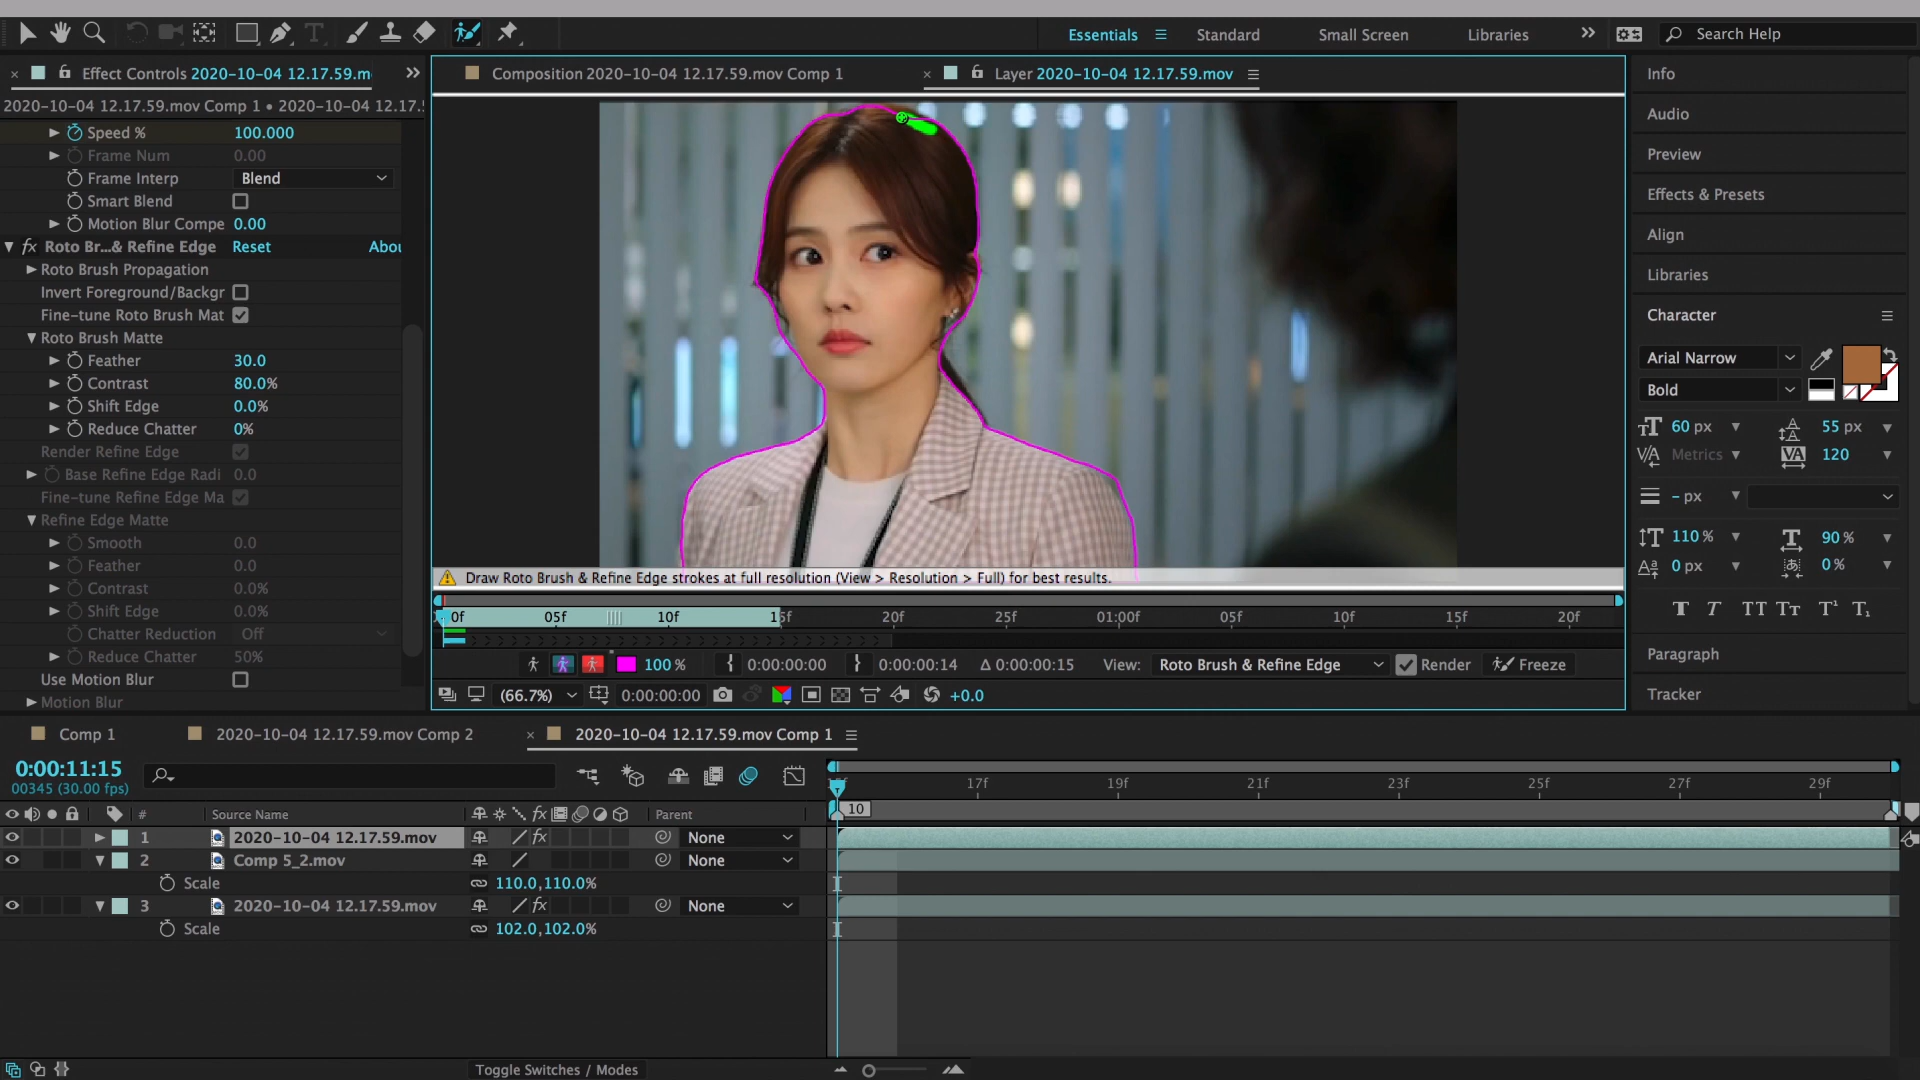 Essentials
Standard
Small Screen
Libraries
Search Help
Effect Controls 2020-10-04 12.17.59.m
Composition 2020-10-04 12.17.59.mov Comp 1
Layer 2020-10-04 12.17.59.mov
2020-10-04 12.17.59.mov Comp 1 • 2020-10-04 12.17.
Speed % 100.000
Frame Num 0.00
Frame Interp Blend
Smart Blend
Motion Blur Compe 0.00
fx Roto Br...& Refine Edge Reset Abou
Roto Brush Propagation
Invert Foreground/Backgr
Fine-tune Roto Brush Mat
Roto Brush Matte
Feather 30.0
Contrast 80.0%
Shift Edge 0.0%
Reduce Chatter 0%
Render Refine Edge
Base Refine Edge Radi 0.0
Fine-tune Refine Edge Ma
Refine Edge Matte
Smooth 0.0
Feather 0.0
Contrast 0.0%
Shift Edge 0.0%
Chatter Reduction Off
Reduce Chatter 50%
Use Motion Blur
Motion Blur
Draw Roto Brush & Refine Edge strokes at full resolution (View > Resolution > Full) for best results.
0f 05f 10f 15f 20f 25f 01:00f 05f 10f 15f 20f
100 % 0:00:00:00 0:00:00:14 Δ 0:00:00:15 View: Roto Brush & Refine Edge Render Freeze
(66.7%) 0:00:00:00 +0.0
Info
Audio
Preview
Effects & Presets
Align
Libraries
Character
Arial Narrow
Bold
60 px 55 px
Metrics 120
- px
110 % 90 %
0 px 0 %
T T TT Tt T¹ T₁
Paragraph
Tracker
Comp 1
2020-10-04 12.17.59.mov Comp 2
2020-10-04 12.17.59.mov Comp 1
0:00:11:15
00345 (30.00 fps)
17f 19f 21f 23f 25f 27f 29f
10
# Source Name fx Parent
1 2020-10-04 12.17.59.mov fx None
2 Comp 5_2.mov None
Scale 110.0,110.0%
3 2020-10-04 12.17.59.mov fx None
Scale 102.0,102.0%
Toggle Switches / Modes